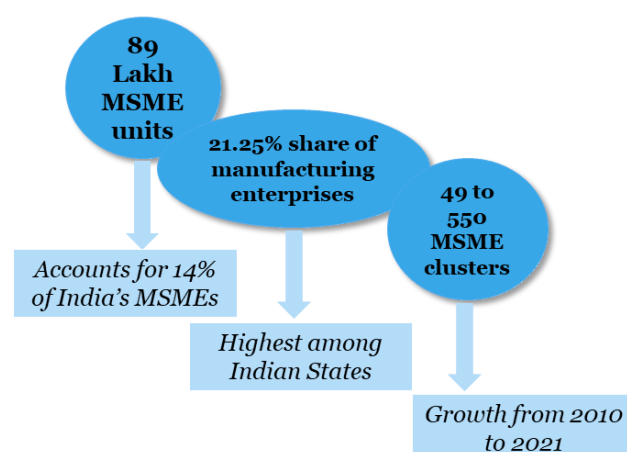 89
Lakh
MSME
units
21.25% share of
manufacturing
enterprises
49 to
550
MSME
clusters
Accounts for 14%
of India's MSMEs
Highest among
Indian States
Growth from 2010
to 2021